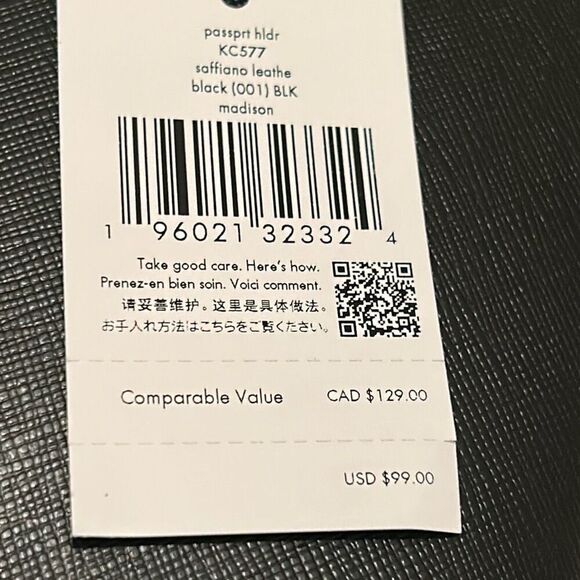 passprt hldr
KC577
saffiano leathe
black (001) BLK
madison
1 96021 32332 4
Take good care. Here's how.
Prenez-en bien soin. Voici comment.
请妥善维护。这里是具体做法。
お手入れ方法はこちらをご覧ください。
Comparable Value CAD $129.00
USD $99.00